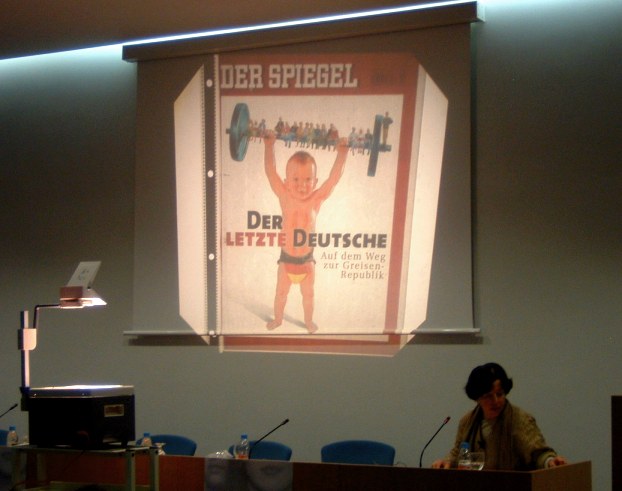 DER SPIEGEL
DER
LETZTE DEUTSCHE
Auf dem Weg
zur Greisen-
Republik